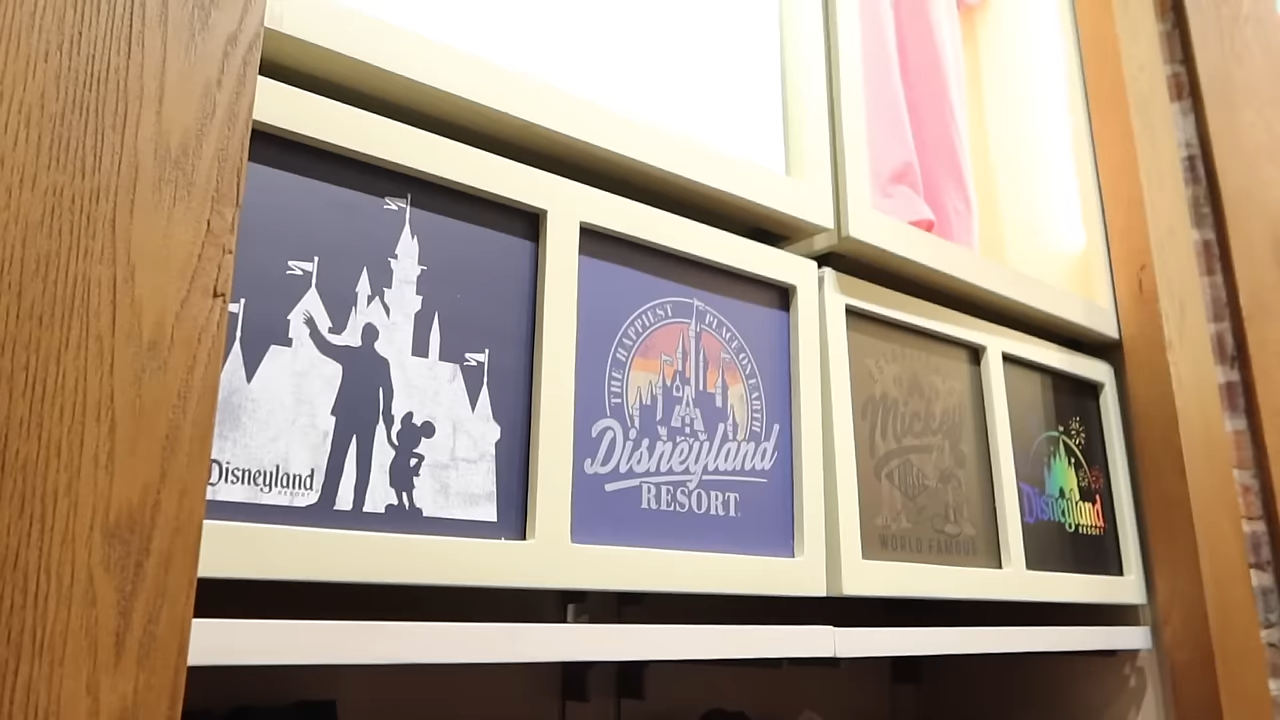 Disneyland
RESORT
THE HAPPIEST PLACE ON EARTH
Disneyland
RESORT
Mickey
WORLD FAMOUS
Disneyland
RESORT